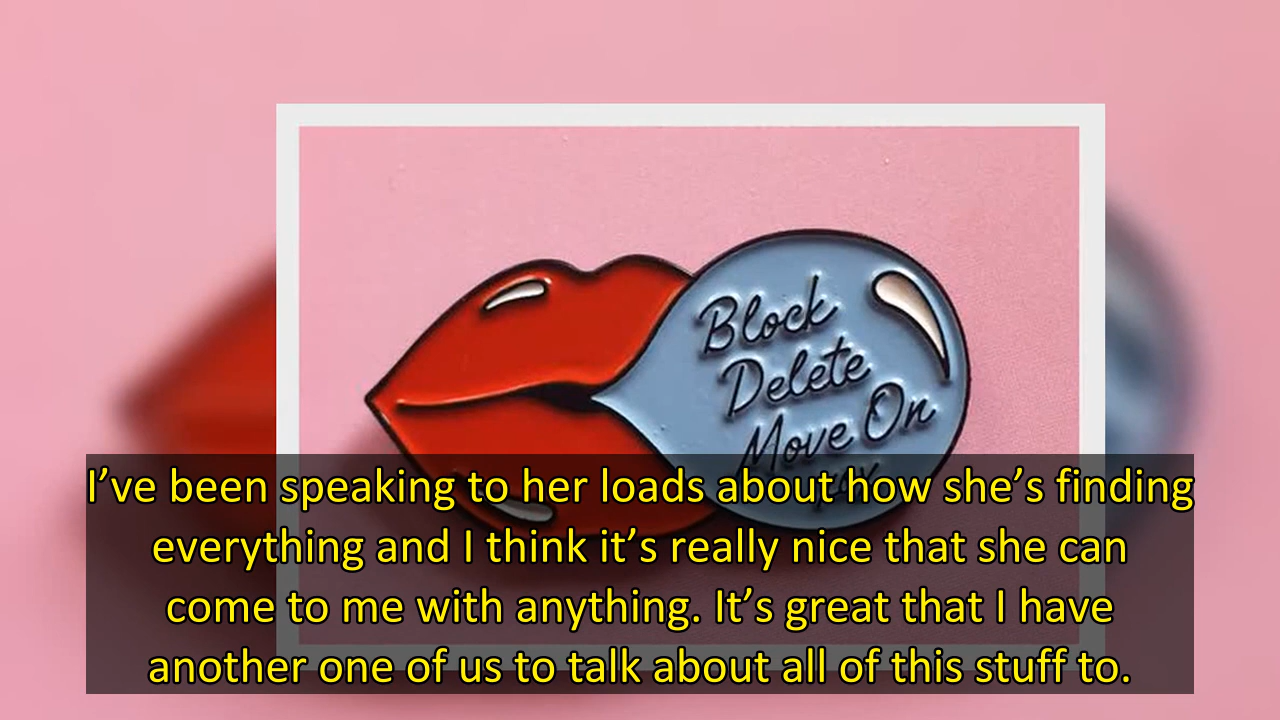 Block
Delete
Move On
I’ve been speaking to her loads about how she’s finding
everything and I think it’s really nice that she can
come to me with anything. It’s great that I have
another one of us to talk about all of this stuff to.